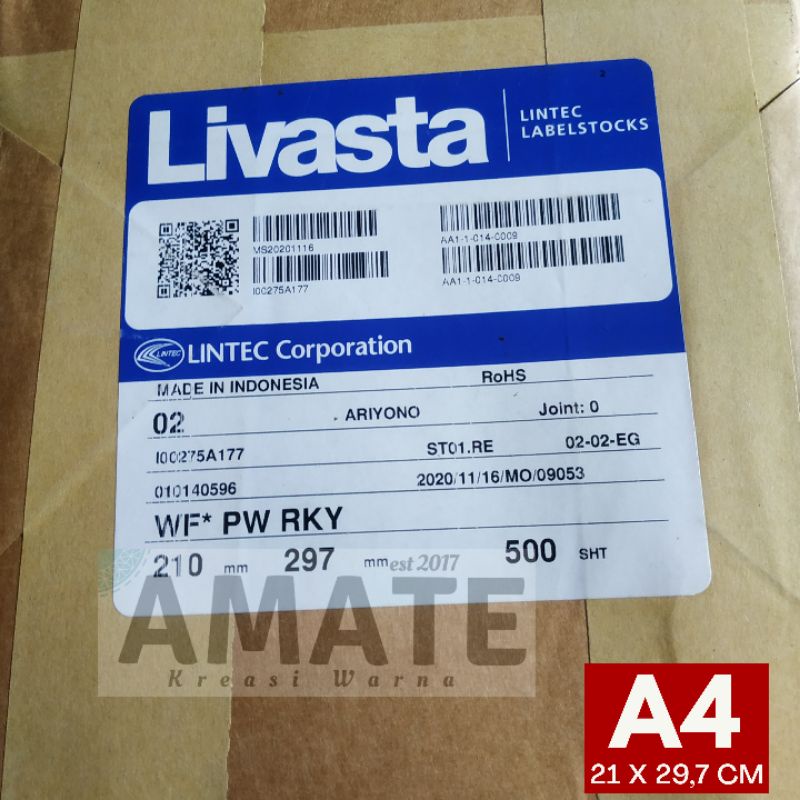 Livasta
LINTEC
LABELSTOCKS
MS20201116
I00275A177
AA1-1-014-0009
AA1-1-014-0009
LINTEC
LINTEC Corporation
MADE IN INDONESIA RoHS
02 . ARIYONO Joint: 0
I00275A177 ST01.RE 02-02-EG
010140596 2020/11/16/MO/09053
WF* PW RKY
210 mm 297 mm 500 SHT
est 2017
AMATE
Kreasi Warna
A4
21 X 29,7 CM